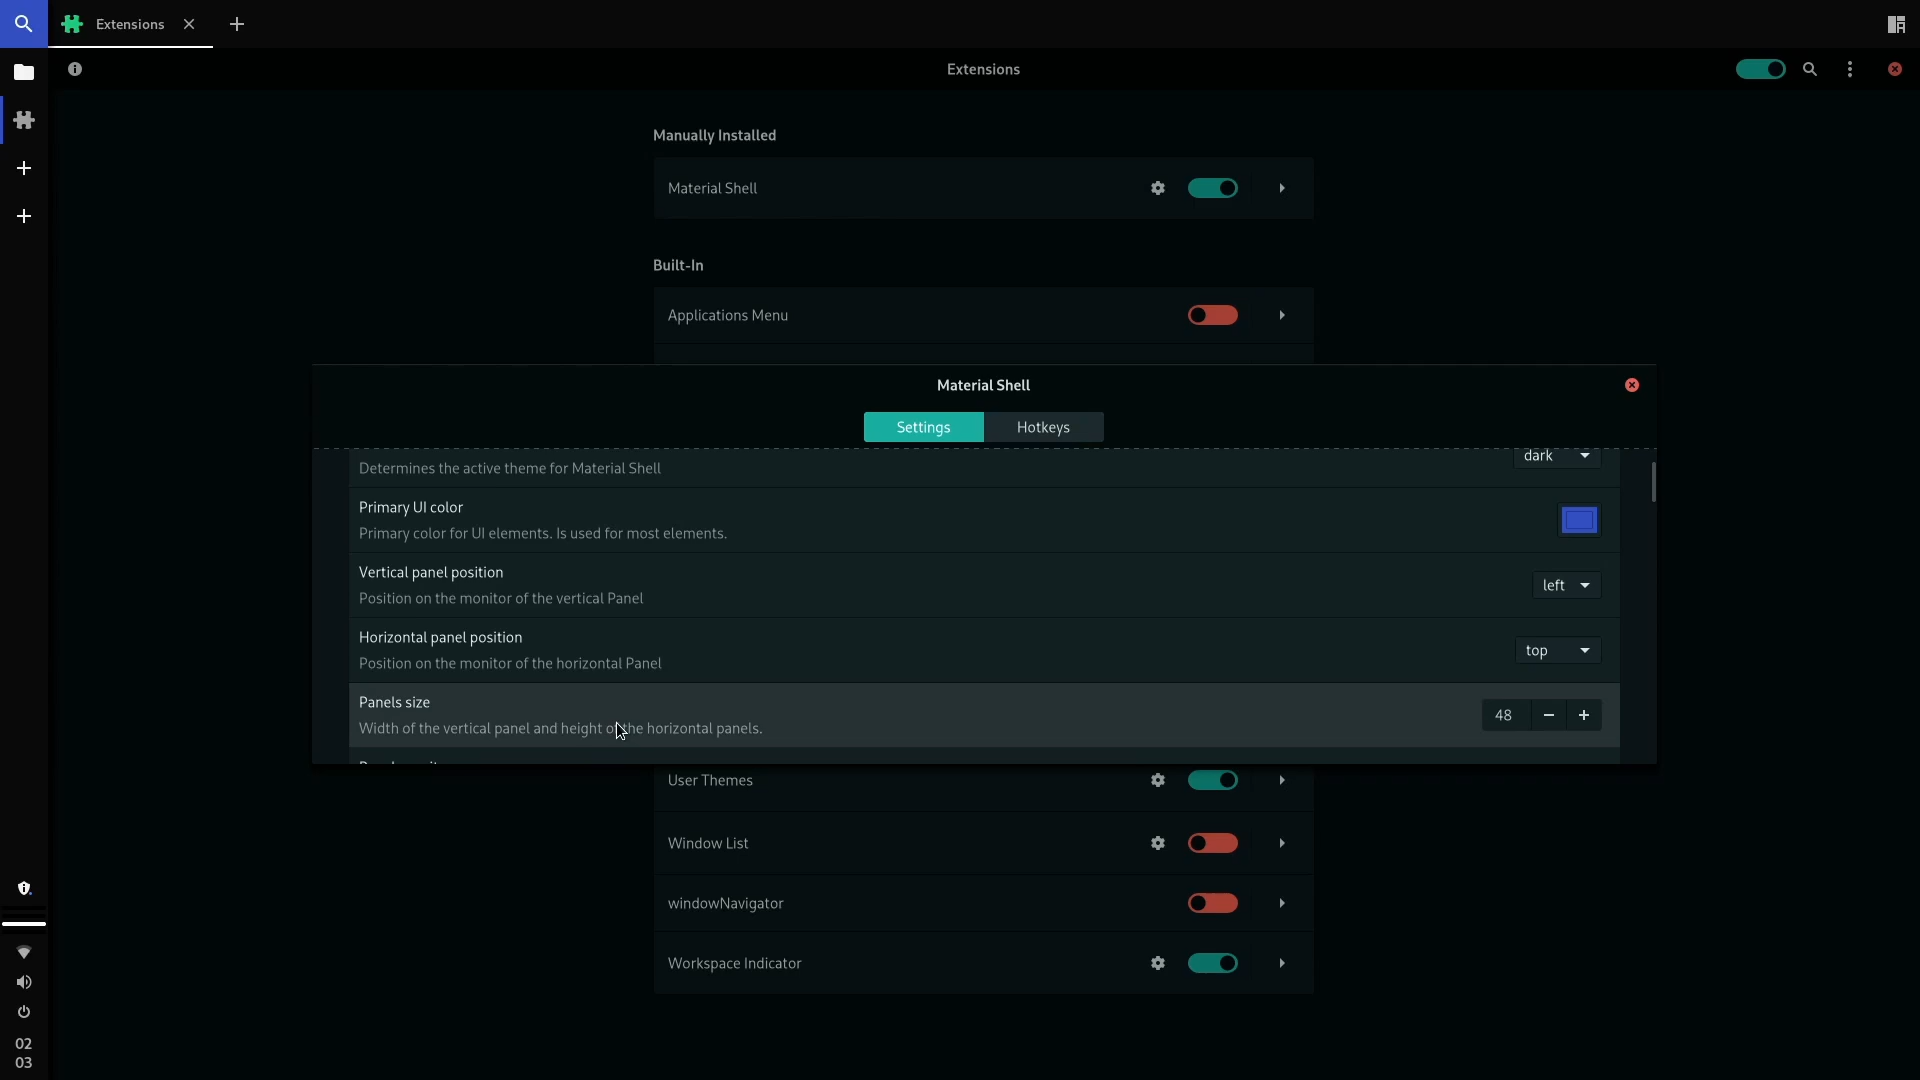 Extensions
Extensions
Manually Installed
Material Shell
Built-In
Applications Menu
Material Shell
Settings
Hotkeys
Determines the active theme for Material Shell
dark
Primary UI color
Primary color for UI elements. Is used for most elements.
Vertical panel position
Position on the monitor of the vertical Panel
left
Horizontal panel position
Position on the monitor of the horizontal Panel
top
Panels size
Width of the vertical panel and height of the horizontal panels.
48
User Themes
Window List
windowNavigator
Workspace Indicator
02
03